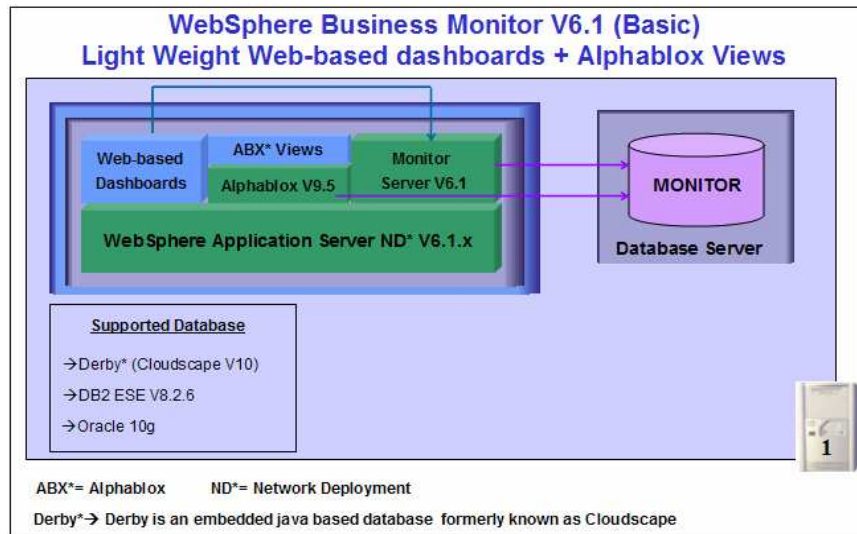 WebSphere Business Monitor V6.1 (Basic)
Light Weight Web-based dashboards + Alphablox Views
Web-based
Dashboards
ABX* Views
Alphablox V9.5
Monitor
Server V6.1
WebSphere Application Server ND* V6.1.x
MONITOR
Database Server
Supported Database
→Derby* (Cloudscape V10)
→DB2 ESE V8.2.6
→Oracle 10g
1
ABX*= Alphablox ND*= Network Deployment
Derby*→ Derby is an embedded java based database formerly known as Cloudscape